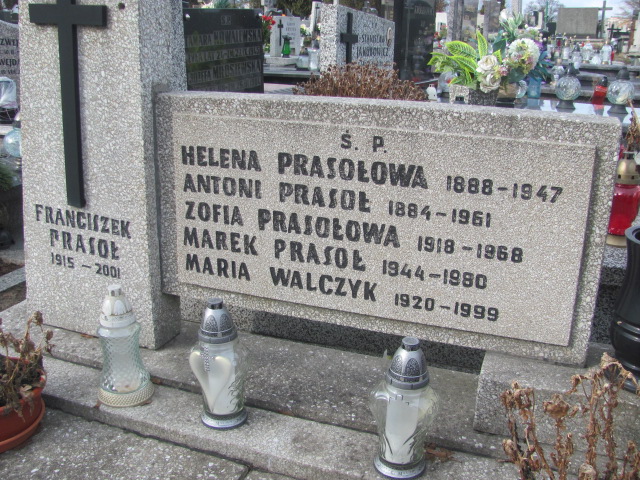 FRANCISZEK
PRASOŁ
1915 - 2001
Ś. P.
HELENA PRASOŁOWA 1888-1947
ANTONI PRASOŁ 1884-1961
ZOFIA PRASOŁOWA 1918-1968
MAREK PRASOŁ 1944-1980
MARIA WALCZYK 1920-1999
STANISŁAW